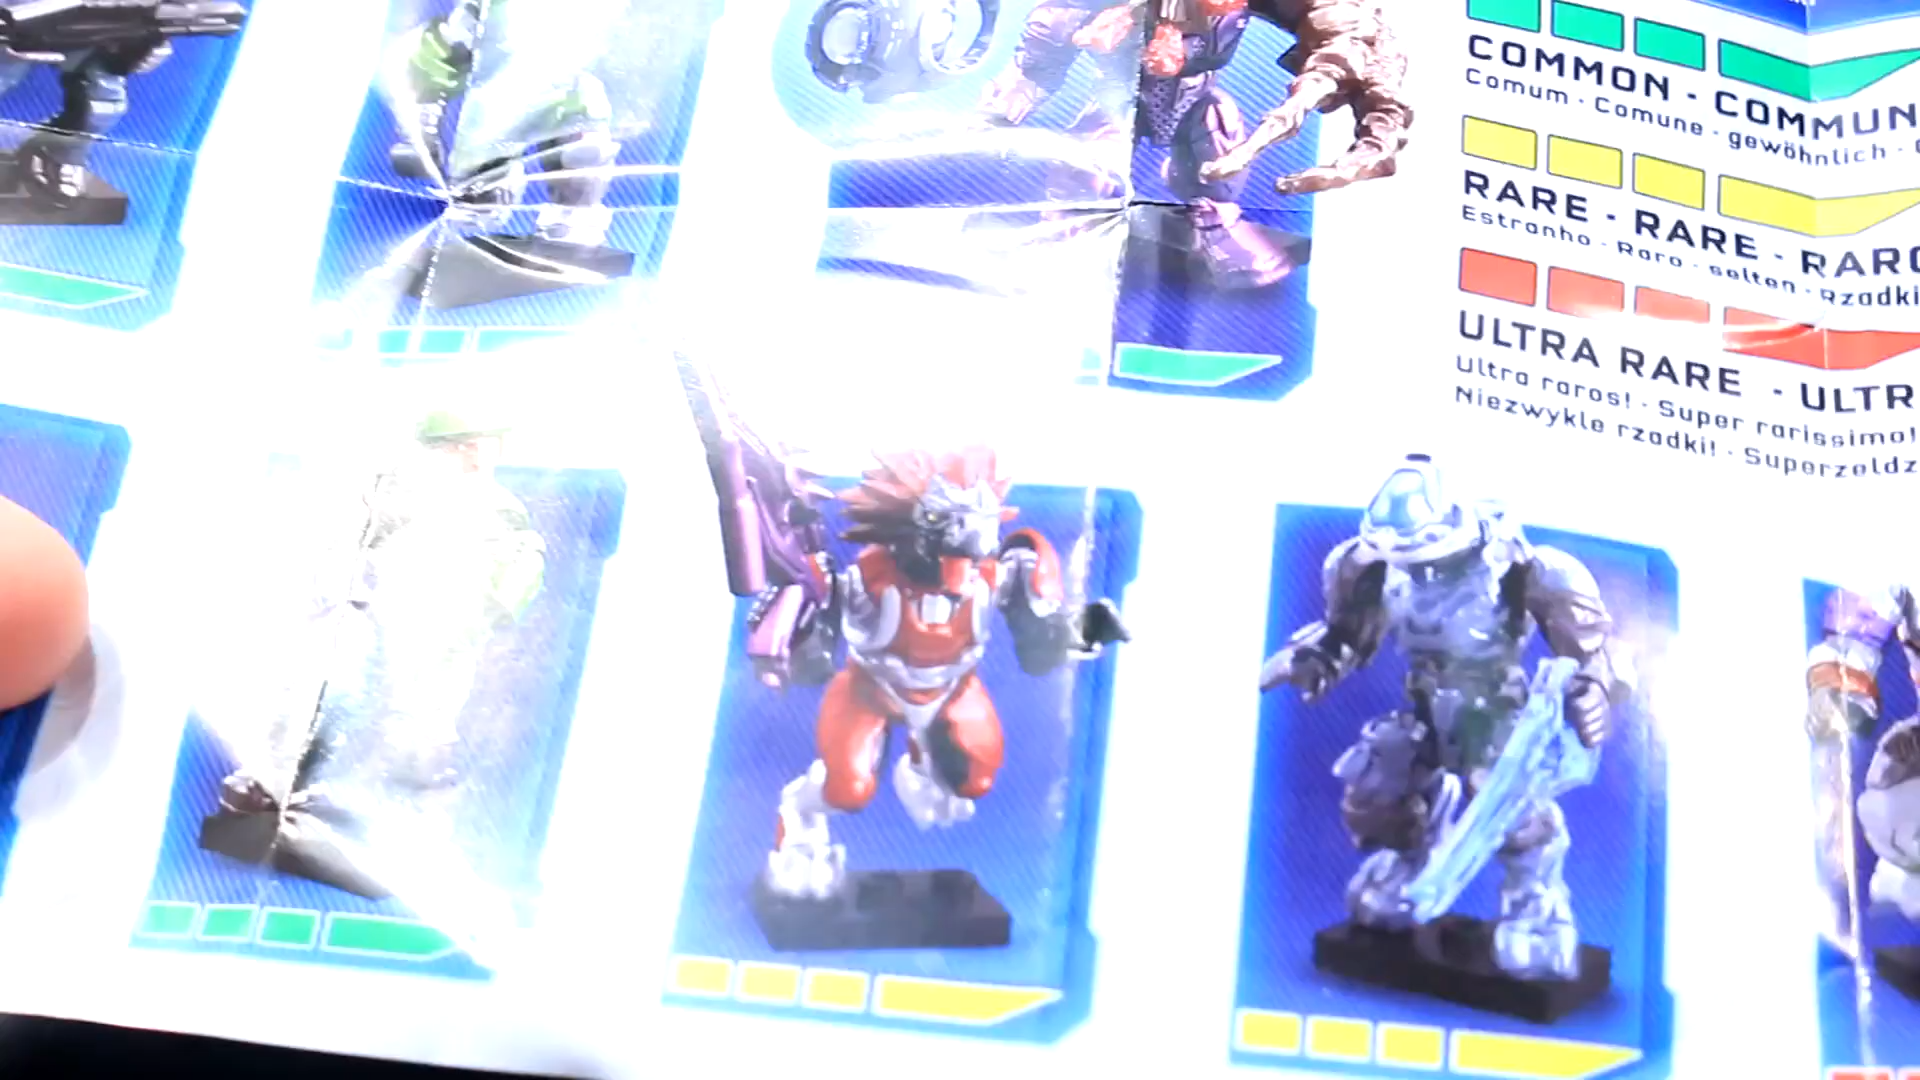 COMMON - COMMUN
Comum · Comune · gewöhnlich ·
RARE - RARE - RARO
Estranho · Raro · selten · Rzadki
ULTRA RARE - ULTR
Ultra raros! · Super rarissimo!
Niezwykle rzadki! · Superzeldz